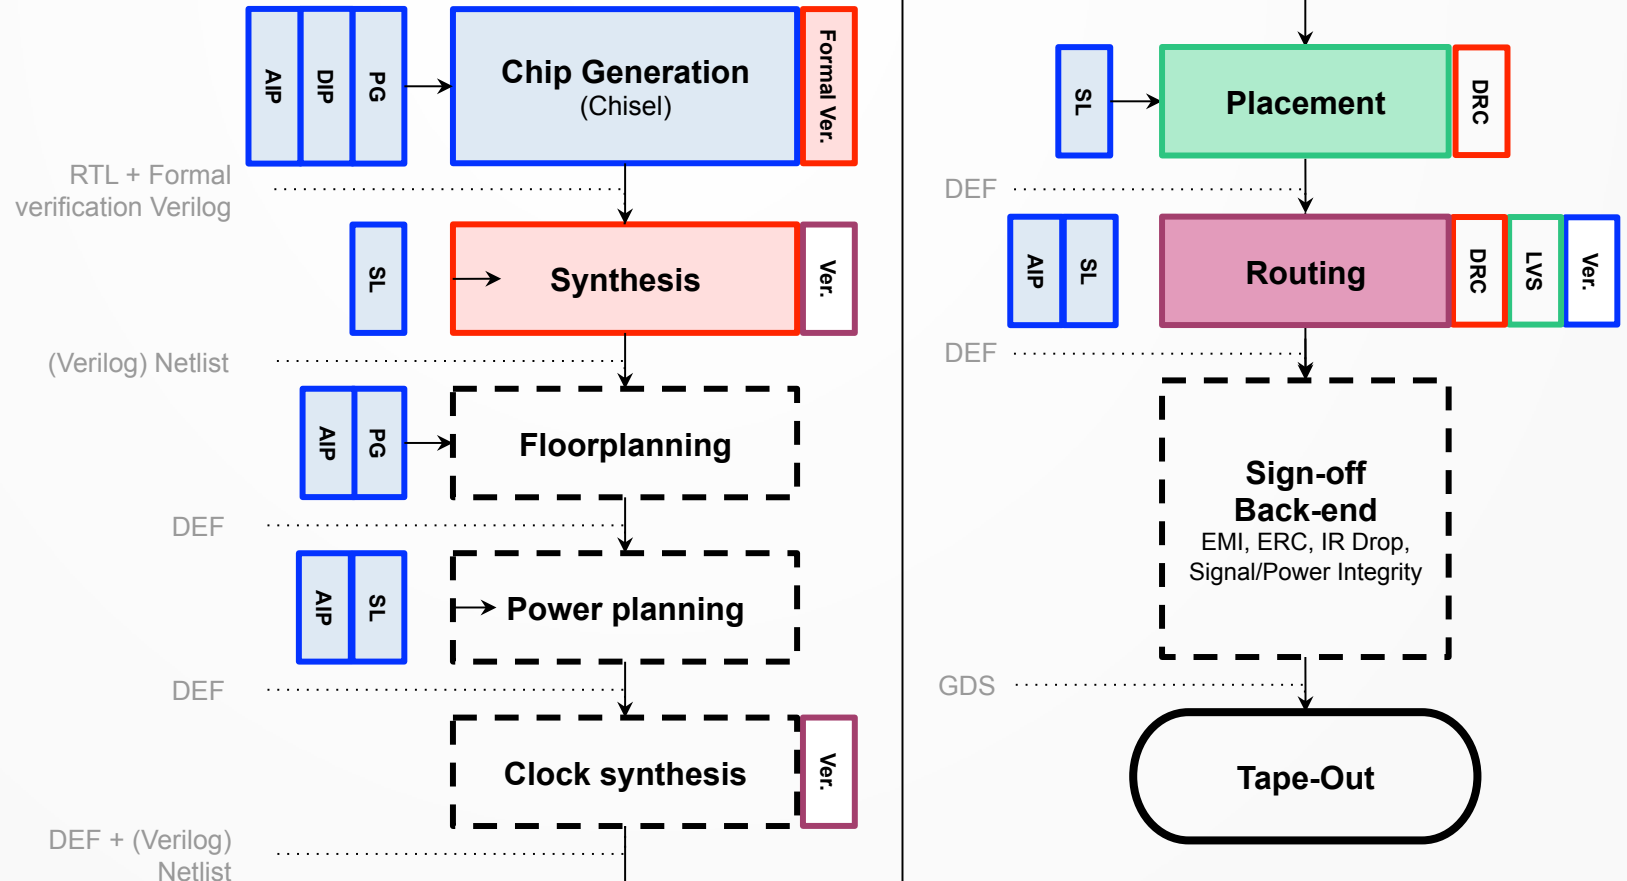 AIP
DIP
PG
Chip Generation
(Chisel)
Formal Ver.
RTL + Formal
verification Verilog
SL
Synthesis
Ver.
(Verilog) Netlist
AIP
PG
Floorplanning
DEF
AIP
SL
Power planning
DEF
Clock synthesis
Ver.
DEF + (Verilog)
Netlist
SL
Placement
DRC
DEF
AIP
SL
Routing
DRC
LVS
Ver.
DEF
Sign-off
Back-end
EMI, ERC, IR Drop,
Signal/Power Integrity
GDS
Tape-Out